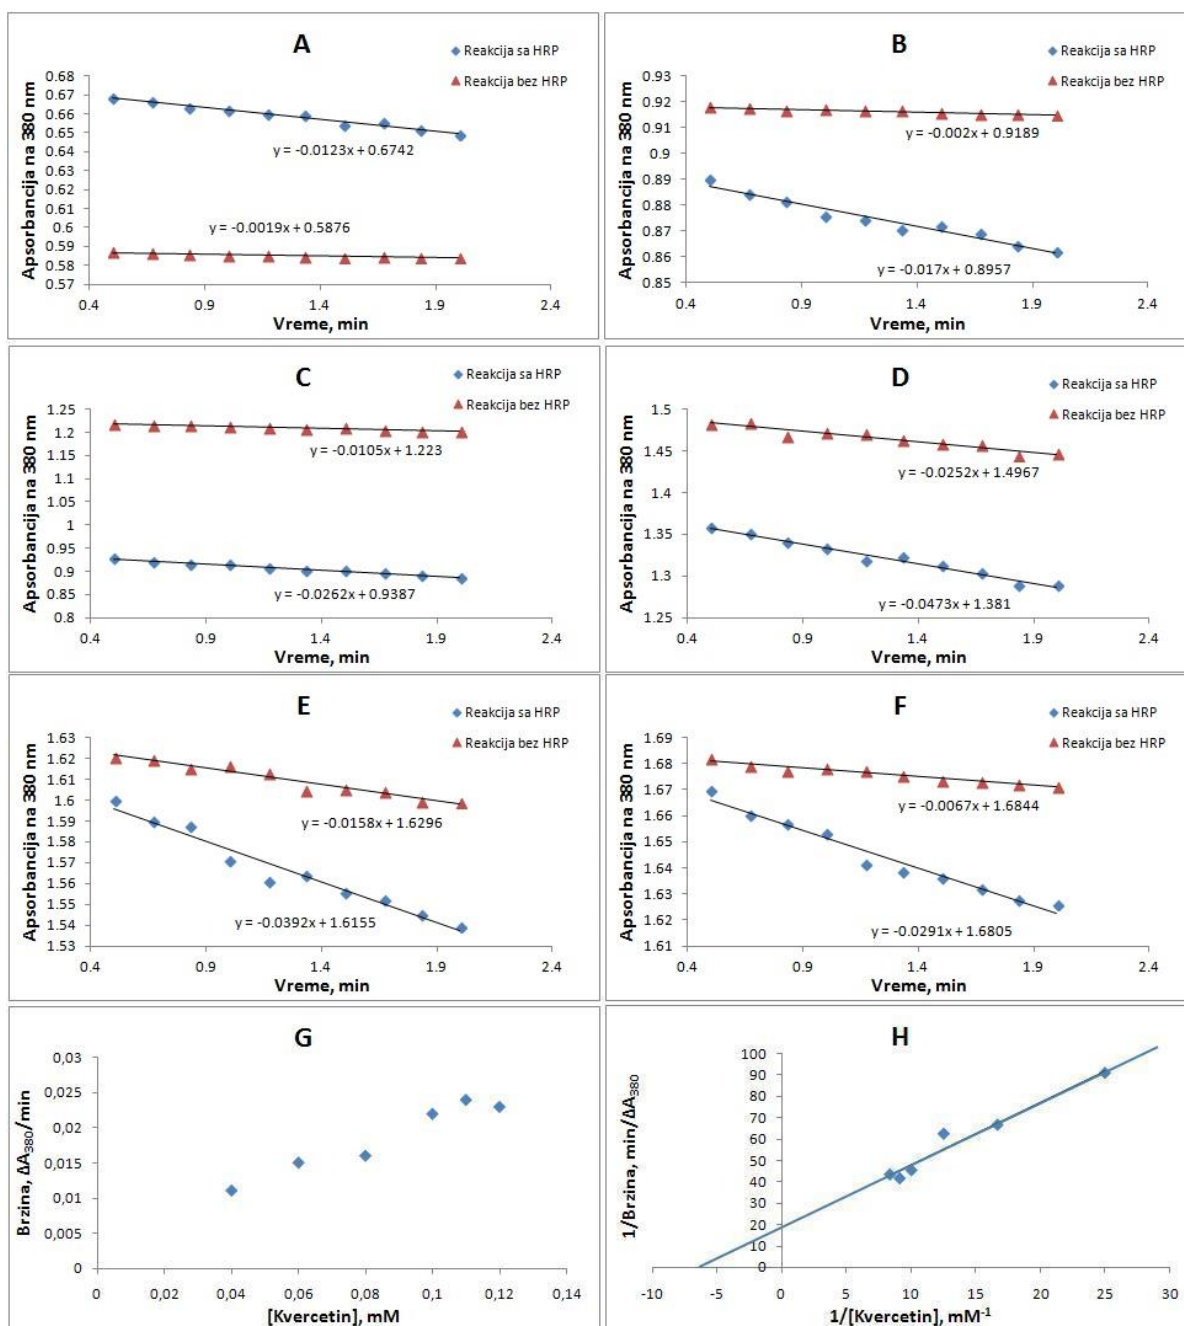 A
Reakcija sa HRP
Reakcija bez HRP
Apsorbancija na 380 nm
0.68
0.67
0.66
0.65
0.64
0.63
0.62
0.61
0.6
0.59
0.58
0.57
y = -0.0123x + 0.6742
y = -0.0019x + 0.5876
0.4 0.9 1.4 1.9 2.4
Vreme, min
B
Reakcija sa HRP
Reakcija bez HRP
Apsorbancija na 380 nm
0.93
0.92
0.91
0.9
0.89
0.88
0.87
0.86
0.85
y = -0.002x + 0.9189
y = -0.017x + 0.8957
0.4 0.9 1.4 1.9 2.4
Vreme, min
C
Reakcija sa HRP
Reakcija bez HRP
Apsorbancija na 380 nm
1.25
1.2
1.15
1.1
1.05
1
0.95
0.9
0.85
0.8
y = -0.0105x + 1.223
y = -0.0262x + 0.9387
0.4 0.9 1.4 1.9 2.4
Vreme, min
D
Reakcija sa HRP
Reakcija bez HRP
Apsorbancija na 380 nm
1.5
1.45
1.4
1.35
1.3
1.25
y = -0.0252x + 1.4967
y = -0.0473x + 1.381
0.4 0.9 1.4 1.9 2.4
Vreme, min
E
Reakcija sa HRP
Reakcija bez HRP
Apsorbancija na 380 nm
1.63
1.62
1.61
1.6
1.59
1.58
1.57
1.56
1.55
1.54
1.53
y = -0.0158x + 1.6296
y = -0.0392x + 1.6155
0.4 0.9 1.4 1.9 2.4
Vreme, min
F
Reakcija sa HRP
Reakcija bez HRP
Apsorbancija na 380 nm
1.69
1.68
1.67
1.66
1.65
1.64
1.63
1.62
1.61
y = -0.0067x + 1.6844
y = -0.0291x + 1.6805
0.4 0.9 1.4 1.9 2.4
Vreme, min
G
Brzina, ΔA₃₈₀/min
0,03
0,025
0,02
0,015
0,01
0,005
0
0 0,02 0,04 0,06 0,08 0,1 0,12 0,14
[Kvercetin], mM
H
1/Brzina, min/ΔA₃₈₀
100
90
80
70
60
50
40
30
20
10
0
-10 -5 0 5 10 15 20 25 30
1/[Kvercetin], mM⁻¹